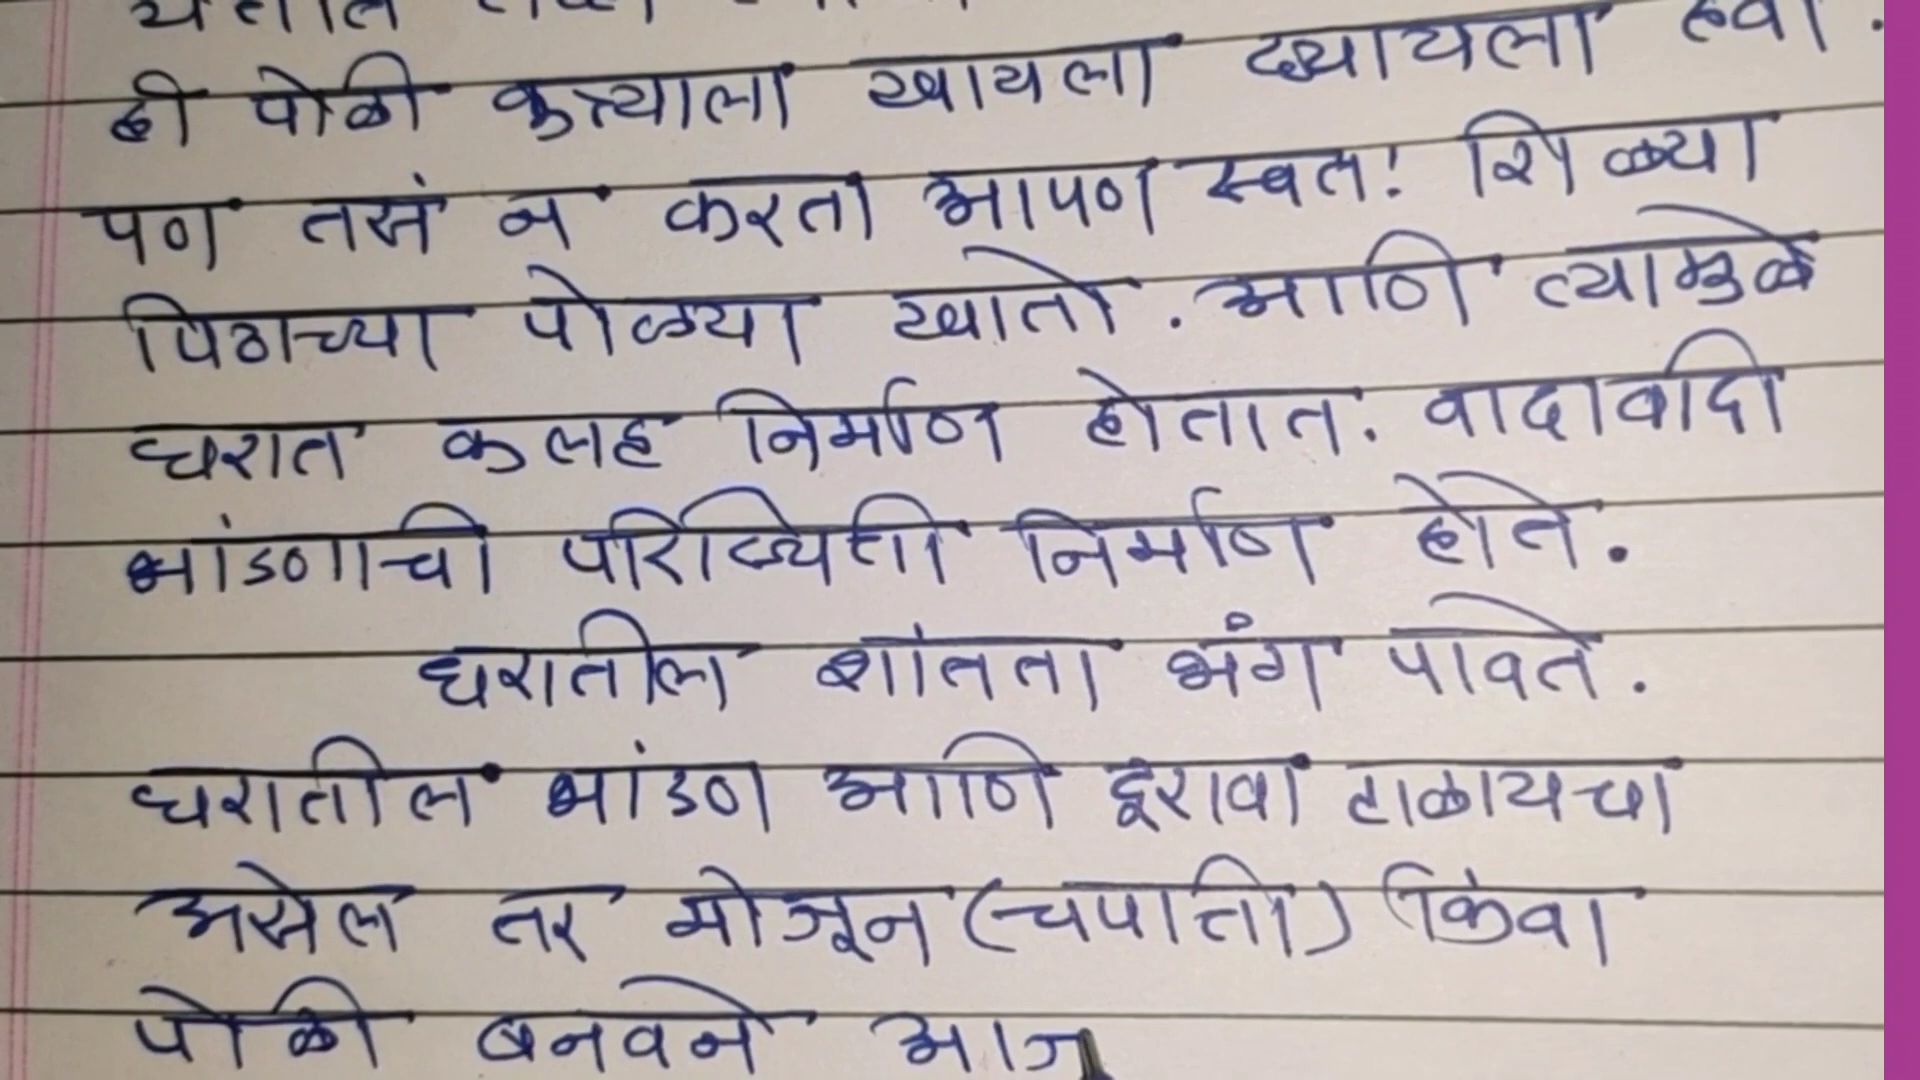 ही पोळी कुत्र्याला खायला द्यायला हवी.
पण तसं न करता आपण स्वतः शिळ्या
पिठाच्या पोळ्या खातो. आणि त्यामुळे
घरात कलह निर्माण होतात. वादावादी
भांडणाची परिस्थिती निर्माण होते.
घरातील शांतता भंग पावते.
घरातील भांडण आणि दूरावा टाळायचा
असेल तर मोजून (चपाती) किंवा
पोळी बनवने आज